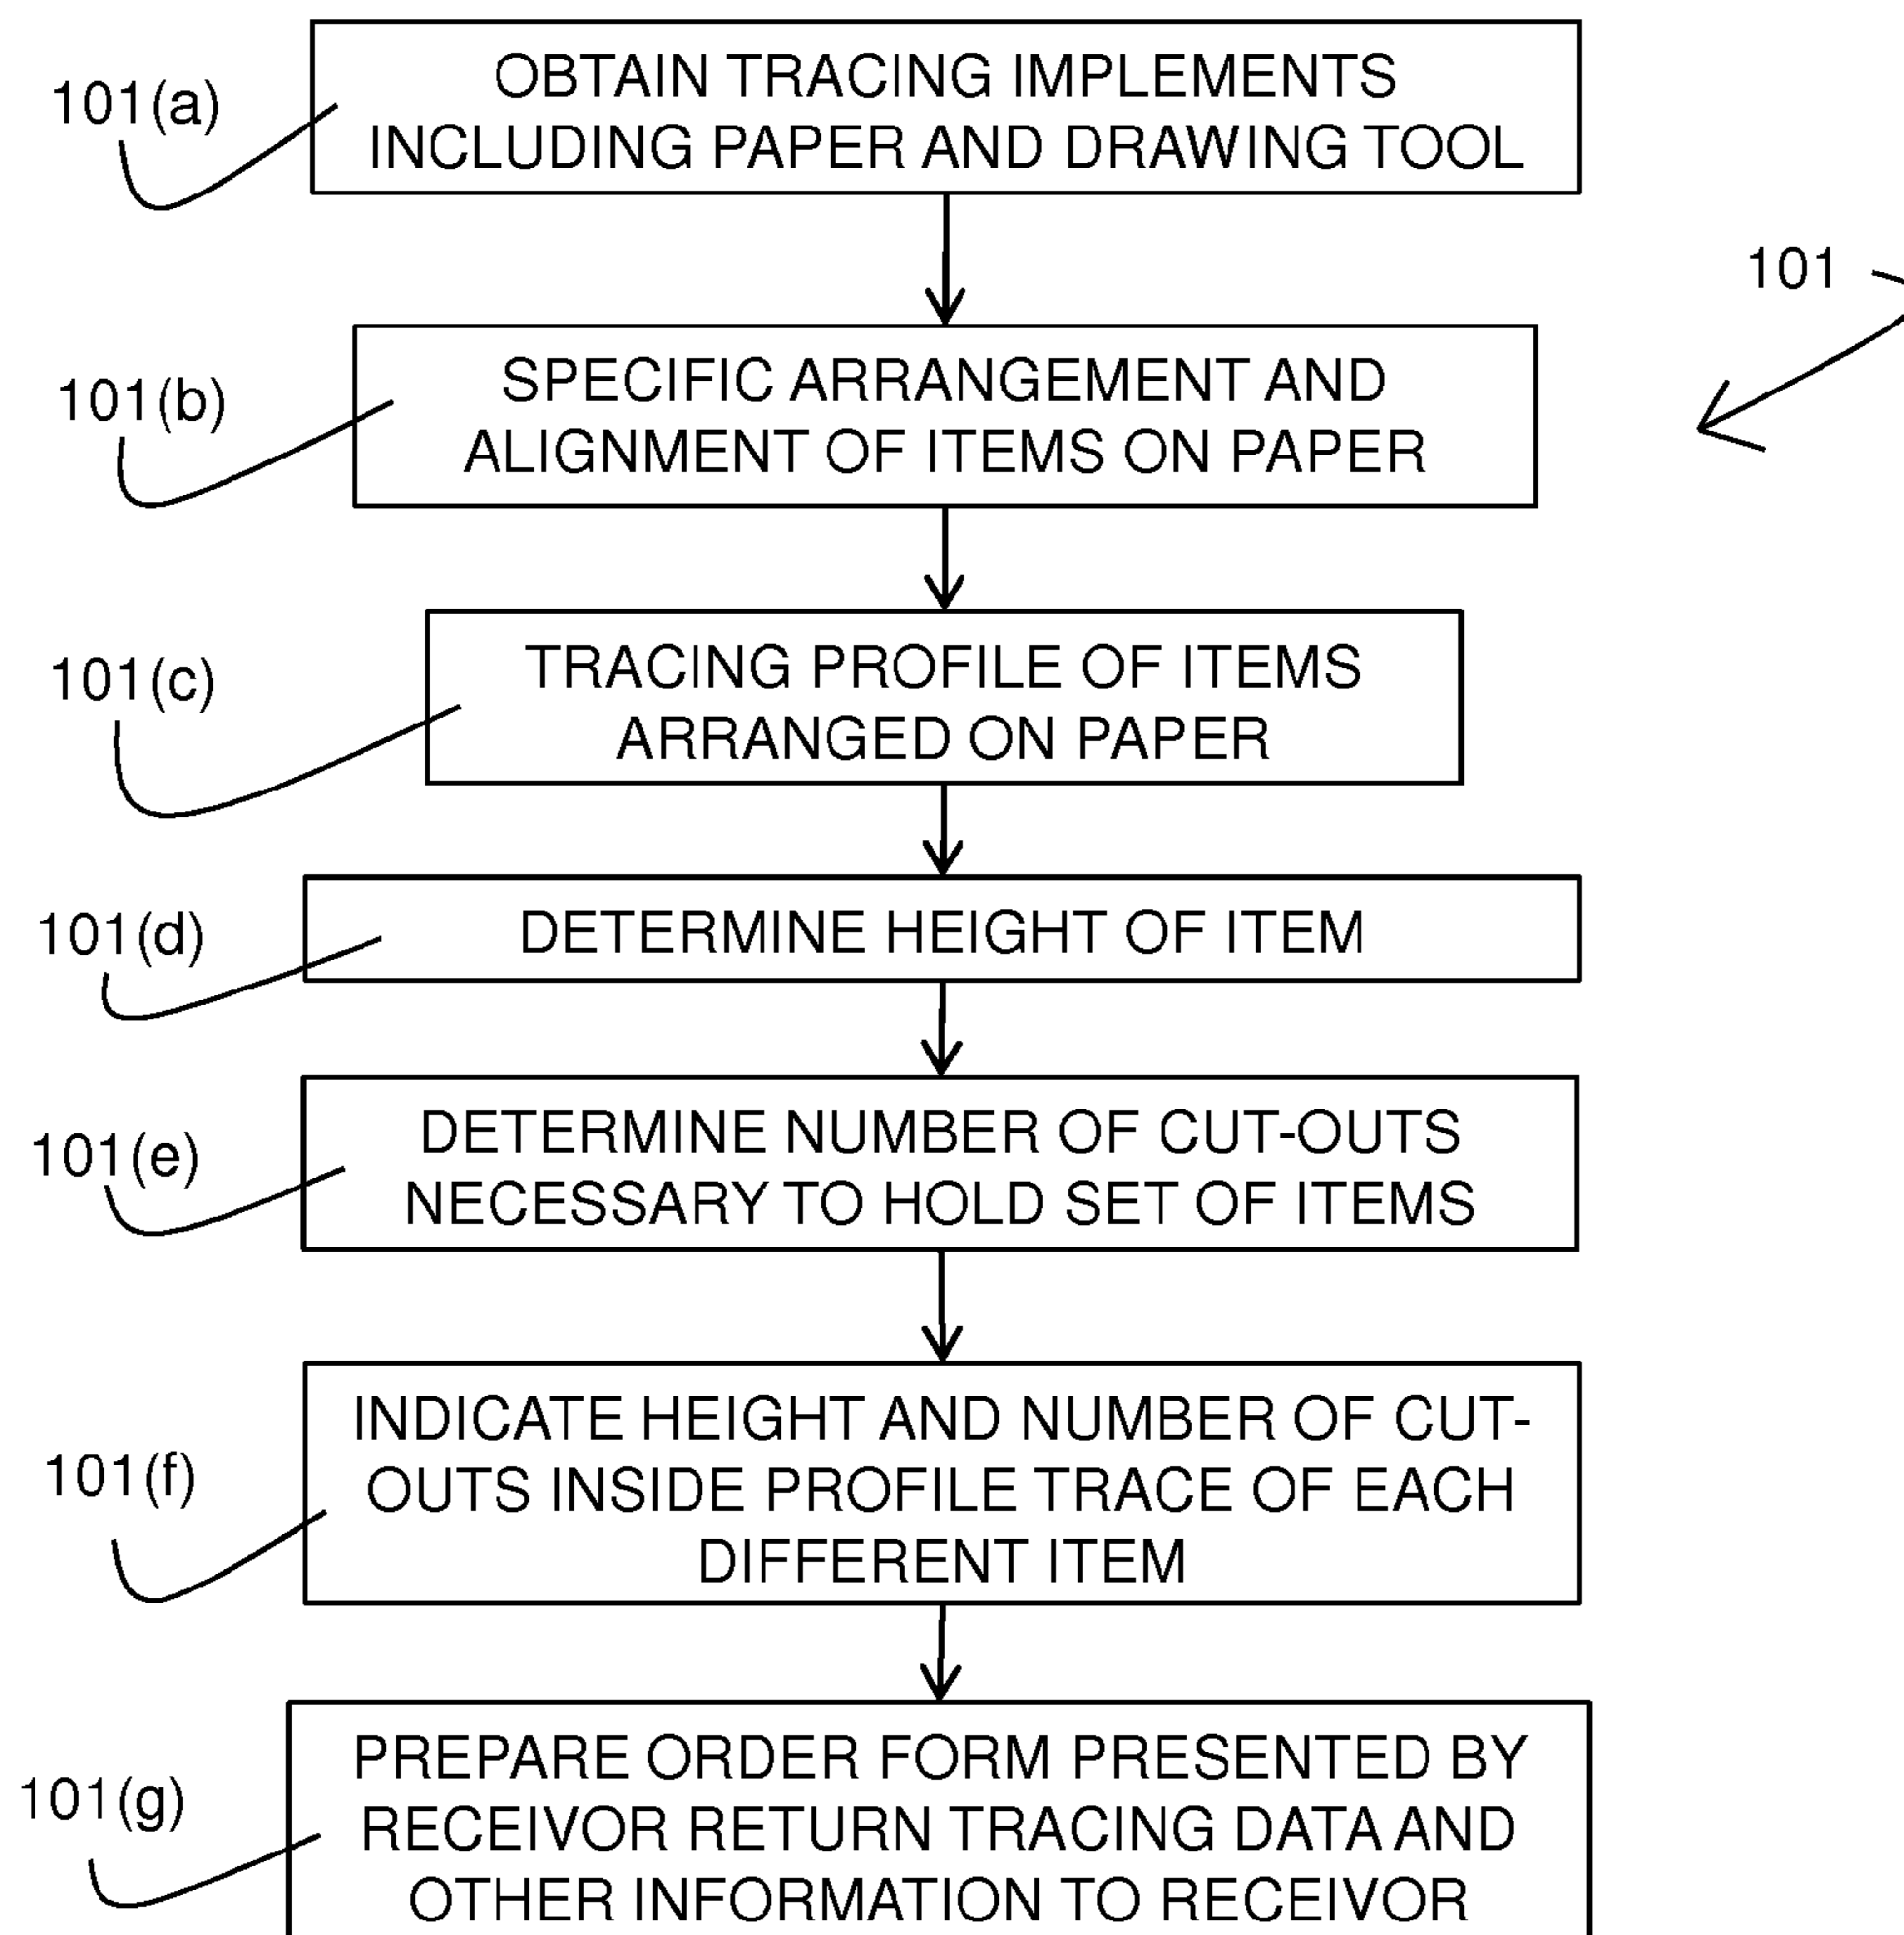 101(a)
OBTAIN TRACING IMPLEMENTS
INCLUDING PAPER AND DRAWING TOOL
101
101(b)
SPECIFIC ARRANGEMENT AND
ALIGNMENT OF ITEMS ON PAPER
101(c)
TRACING PROFILE OF ITEMS
ARRANGED ON PAPER
101(d)
DETERMINE HEIGHT OF ITEM
101(e)
DETERMINE NUMBER OF CUT-OUTS
NECESSARY TO HOLD SET OF ITEMS
101(f)
INDICATE HEIGHT AND NUMBER OF CUT-
OUTS INSIDE PROFILE TRACE OF EACH
DIFFERENT ITEM
101(g)
PREPARE ORDER FORM PRESENTED BY
RECEIVOR RETURN TRACING DATA AND
OTHER INFORMATION TO RECEIVOR